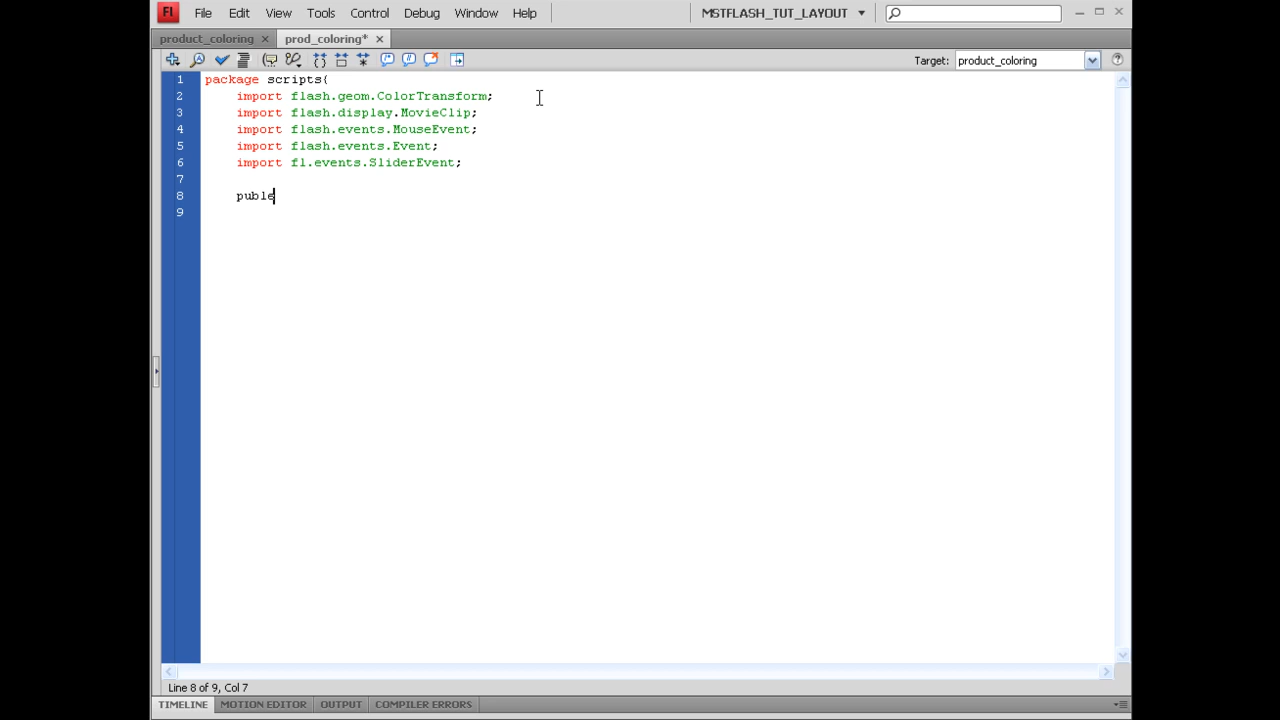 Fl File Edit View Tools Control Debug Window Help MSTFLASH_TUT_LAYOUT
product_coloring × prod_coloring* ×
Target: product_coloring
1 package scripts{
2 import flash.geom.ColorTransform;
3 import flash.display.MovieClip;
4 import flash.events.MouseEvent;
5 import flash.events.Event;
6 import fl.events.SliderEvent;
7
8 puble
9
Line 8 of 9, Col 7
TIMELINE MOTION EDITOR OUTPUT COMPILER ERRORS